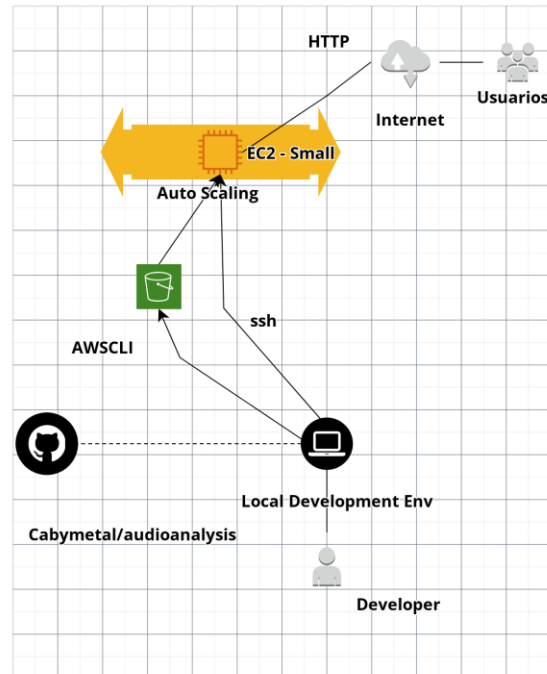 HTTP
Usuarios
Internet
EC2 - Small
Auto Scaling
ssh
AWSCLI
Local Development Env
Cabymetal/audioanalysis
Developer